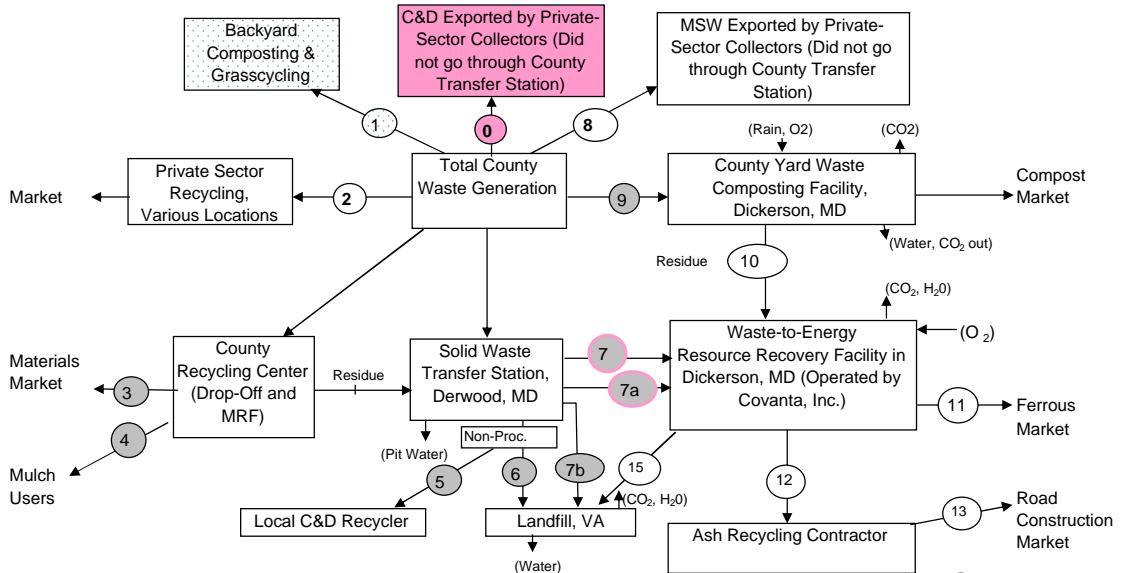 Backyard
Composting &
Grasscycling
C&D Exported by Private-
Sector Collectors (Did
not go through County
Transfer Station)
MSW Exported by Private-
Sector Collectors (Did not go
through County Transfer
Station)
1
0
8
(Rain, O2)
(CO2)
Market
Private Sector
Recycling,
Various Locations
2
Total County
Waste Generation
9
County Yard Waste
Composting Facility,
Dickerson, MD
Compost
Market
(Water, CO₂ out)
Residue
10
(CO₂, H₂0)
Materials
Market
3
County
Recycling Center
(Drop-Off and
MRF)
Residue
Solid Waste
Transfer Station,
Derwood, MD
7
7a
Waste-to-Energy
Resource Recovery Facility in
Dickerson, MD (Operated by
Covanta, Inc.)
(O ₂)
11
Ferrous
Market
4
Mulch
Users
(Pit Water)
Non-Proc.
5
6
7b
15
(CO₂, H₂0)
12
Local C&D Recycler
Landfill, VA
(Water)
Ash Recycling Contractor
13
Road
Construction
Market